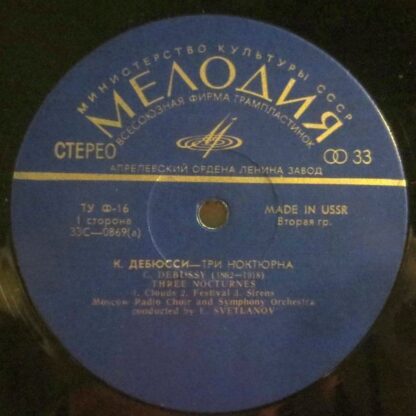 МИНИСТЕРСТВО КУЛЬТУРЫ СССР
МЕЛОДИЯ
ВСЕСОЮЗНАЯ ФИРМА ГРАМПЛАСТИНОК
СТЕРЕО
33
АПРЕЛЕВСКИЙ ОРДЕНА ЛЕНИНА ЗАВОД
ТУ Ф-16
MADE IN USSR
1 сторона
Вторая гр.
33С—0869(а)
К. ДЕБЮССИ—ТРИ НОКТЮРНА
C. DEBUSSY (1862—1918)
THREE NOCTURNES
1. Clouds 2. Festival 3. Sirens
Moscow Radio Choir and Symphony Orchestra
conducted by E. SVETLANOV